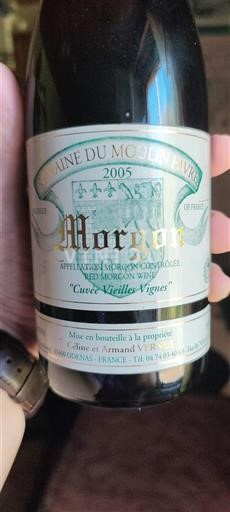 DOMAINE DU MOULIN FAVRE
2005
OF FRANCE
Morgon
APPELLATION MORGON CONTRÔLÉE
RED MORGON WINE
"Cuvée Vieilles Vignes"
Mise en bouteille à la propriété
Céline et Armand VERNUS
69460 ODENAS - FRANCE - Tél. 04 74 03 40 63 -